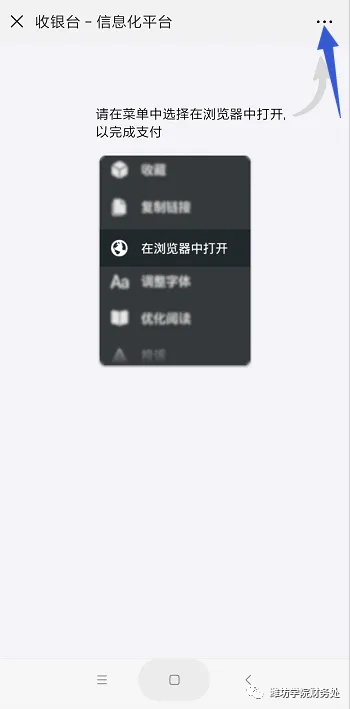 收银台 - 信息化平台
请在菜单中选择在浏览器中打开,
以完成支付
收藏
复制链接
在浏览器中打开
Aa 调整字体
优化阅读
潍坊学院财务处